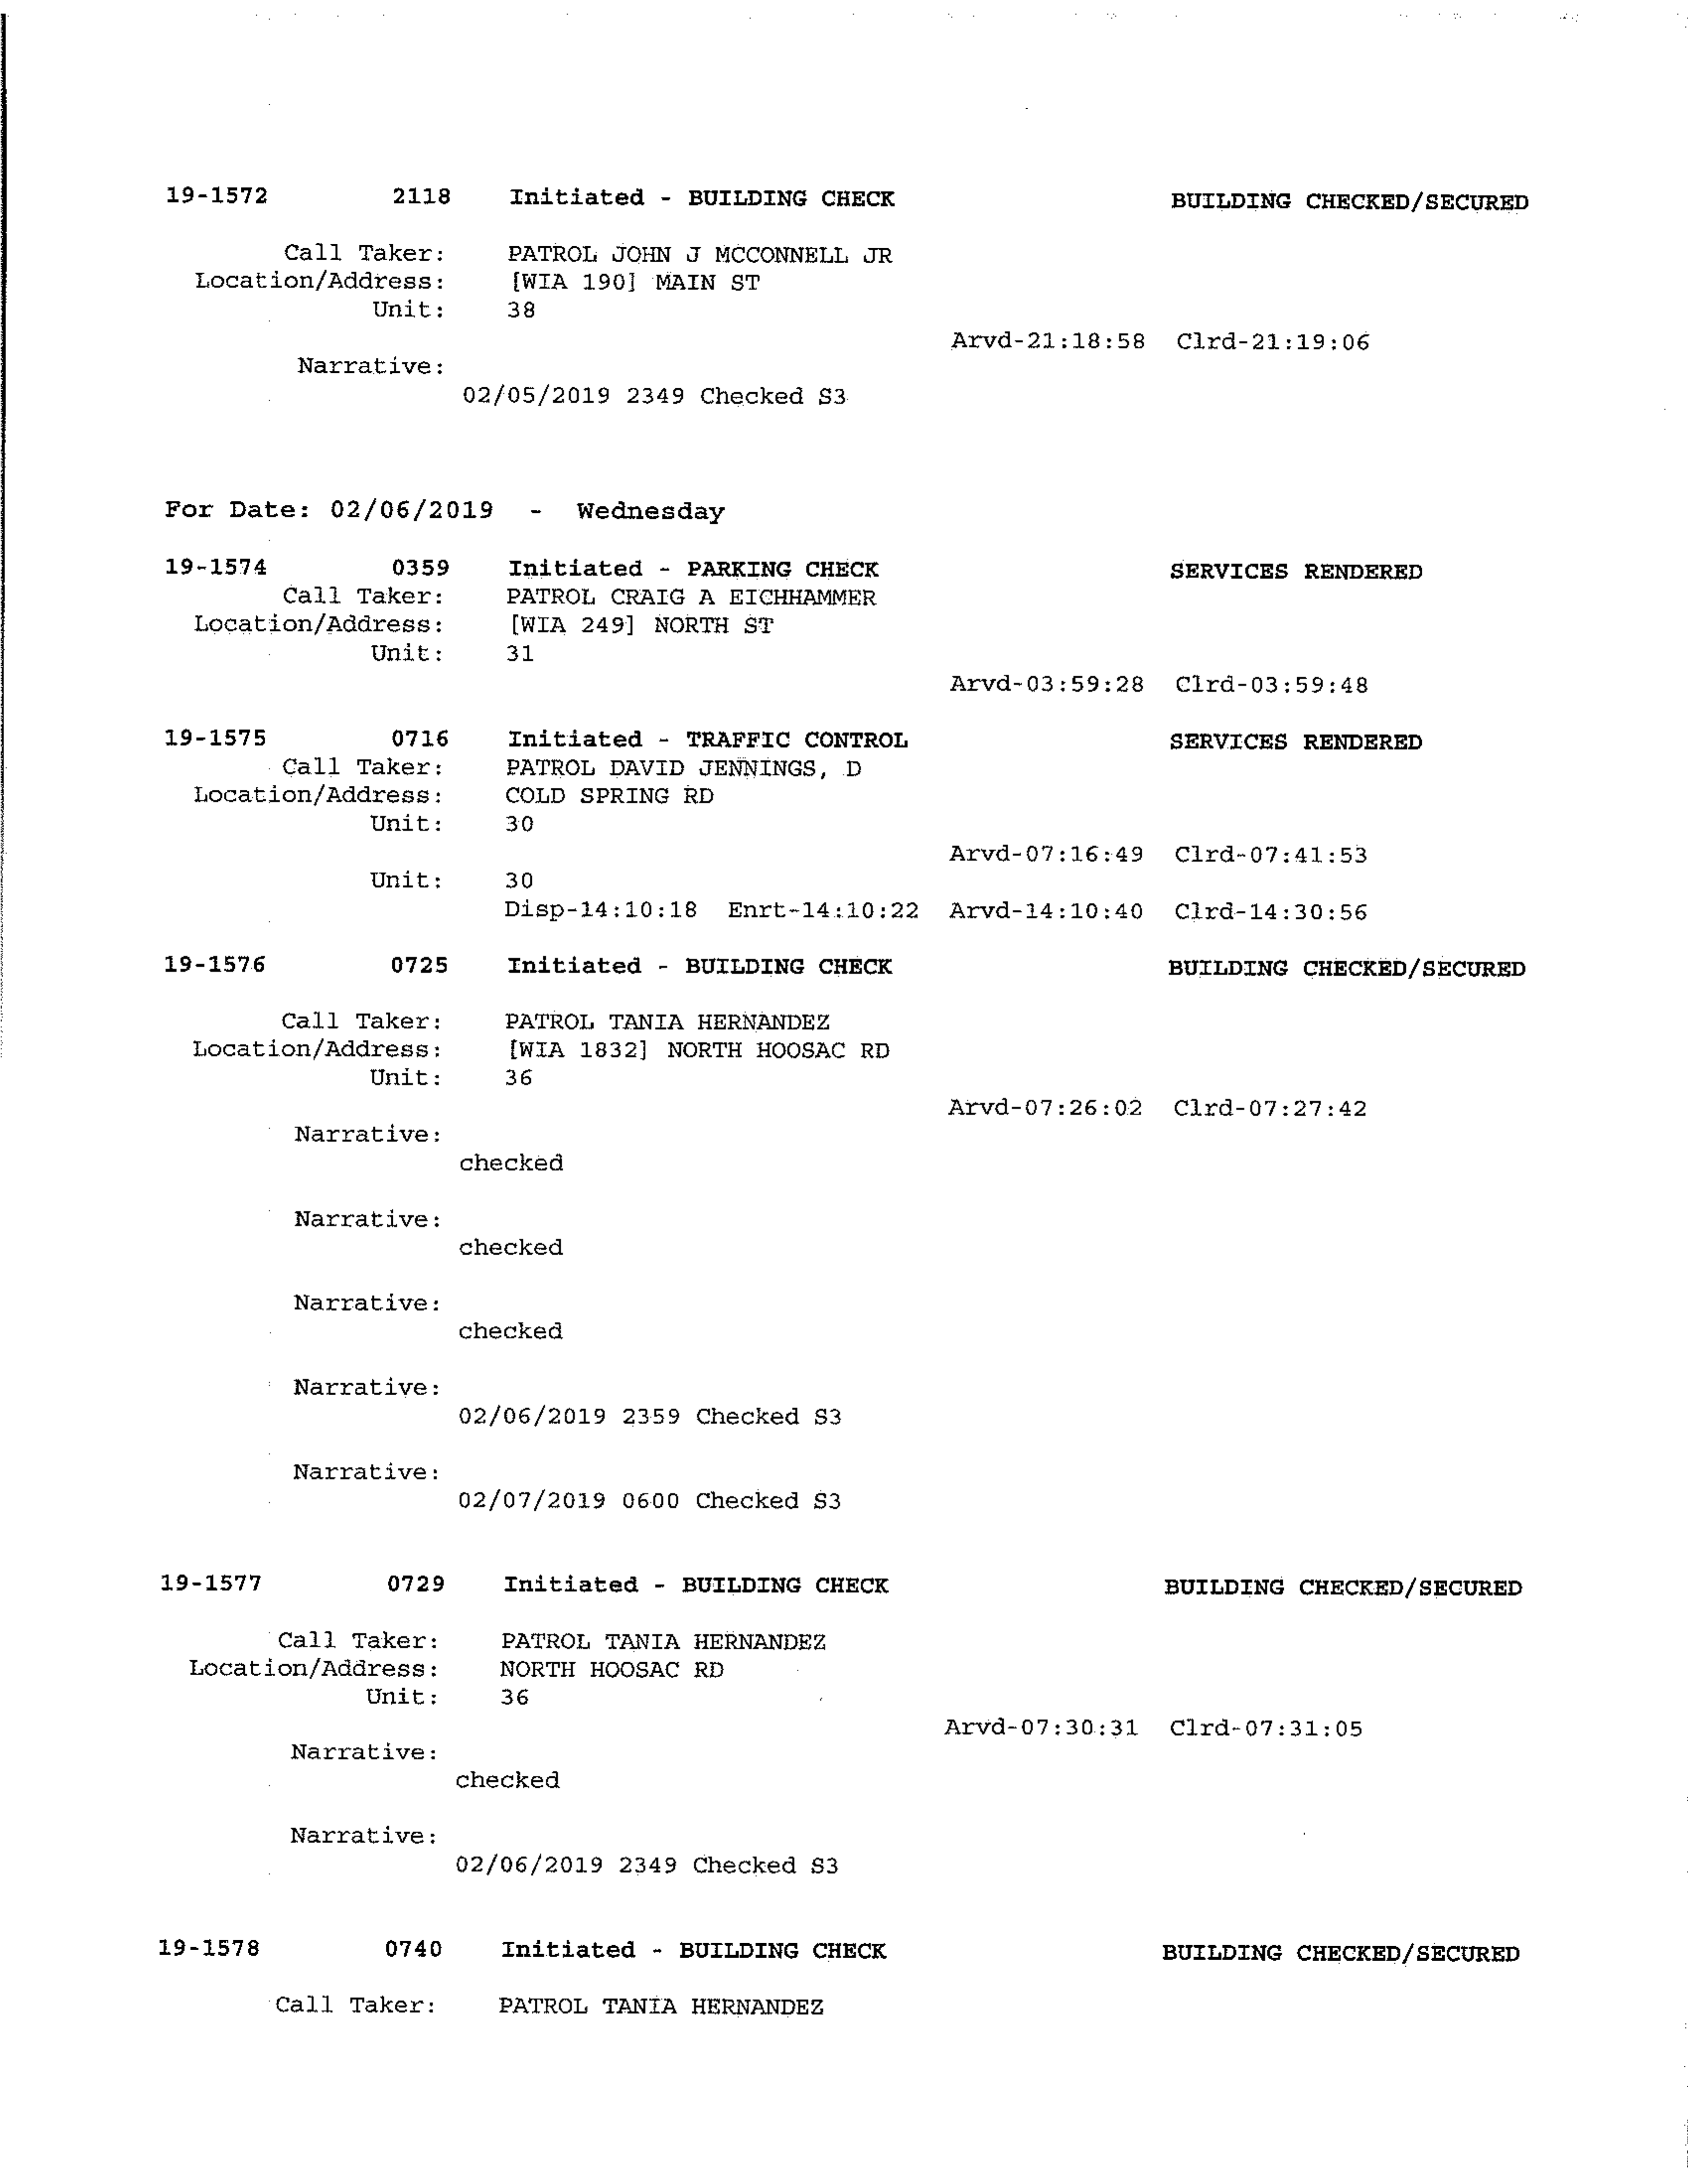 19-1572 2118 Initiated - BUILDING CHECK BUILDING CHECKED/SECURED
Call Taker: PATROL JOHN J MCCONNELL JR
Location/Address: [WIA 190] MAIN ST
Unit: 38
Arvd-21:18:58 Clrd-21:19:06
Narrative:
02/05/2019 2349 Checked S3
For Date: 02/06/2019 - Wednesday
19-1574 0359 Initiated - PARKING CHECK SERVICES RENDERED
Call Taker: PATROL CRAIG A EICHHAMMER
Location/Address: [WIA 249] NORTH ST
Unit: 31
Arvd-03:59:28 Clrd-03:59:48
19-1575 0716 Initiated - TRAFFIC CONTROL SERVICES RENDERED
Call Taker: PATROL DAVID JENNINGS, D
Location/Address: COLD SPRING RD
Unit: 30
Arvd-07:16:49 Clrd-07:41:53
Unit: 30
Disp-14:10:18 Enrt-14:10:22 Arvd-14:10:40 Clrd-14:30:56
19-1576 0725 Initiated - BUILDING CHECK BUILDING CHECKED/SECURED
Call Taker: PATROL TANIA HERNANDEZ
Location/Address: [WIA 1832] NORTH HOOSAC RD
Unit: 36
Arvd-07:26:02 Clrd-07:27:42
Narrative:
checked
Narrative:
checked
Narrative:
checked
Narrative:
02/06/2019 2359 Checked S3
Narrative:
02/07/2019 0600 Checked S3
19-1577 0729 Initiated - BUILDING CHECK BUILDING CHECKED/SECURED
Call Taker: PATROL TANIA HERNANDEZ
Location/Address: NORTH HOOSAC RD
Unit: 36
Arvd-07:30:31 Clrd-07:31:05
Narrative:
checked
Narrative:
02/06/2019 2349 Checked S3
19-1578 0740 Initiated - BUILDING CHECK BUILDING CHECKED/SECURED
Call Taker: PATROL TANIA HERNANDEZ